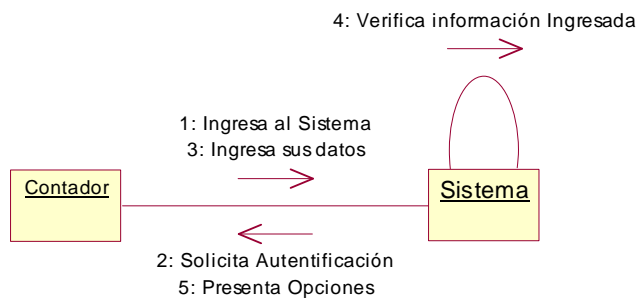 4: Verifica información Ingresada
1: Ingresa al Sistema
3: Ingresa sus datos
Contador
Sistema
2: Solicita Autentificación
5: Presenta Opciones